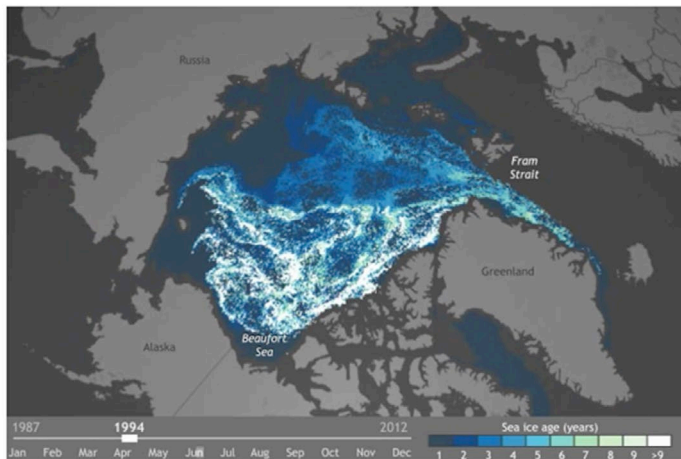 Russia
Fram
Strait
Greenland
Alaska
Beaufort
Sea
1987 1994 2012
Jan Feb Mar Apr May Jun Jul Aug Sep Oct Nov Dec
Sea ice age (years)
1 2 3 4 5 6 7 8 9 >9